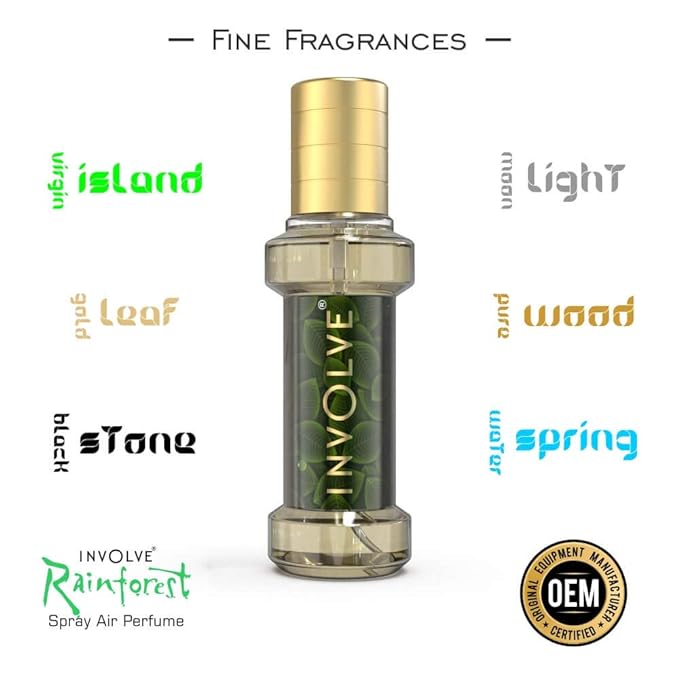 — FINE FRAGRANCES —
virgin island
moon LighT
gold LeaF
pure wood
black sTone
waTer spring
INVOLVE®
INVOLVE®
Rainforest
Spray Air Perfume
ORIGINAL EQUIPMENT MANUFACTURER
OEM
CERTIFIED